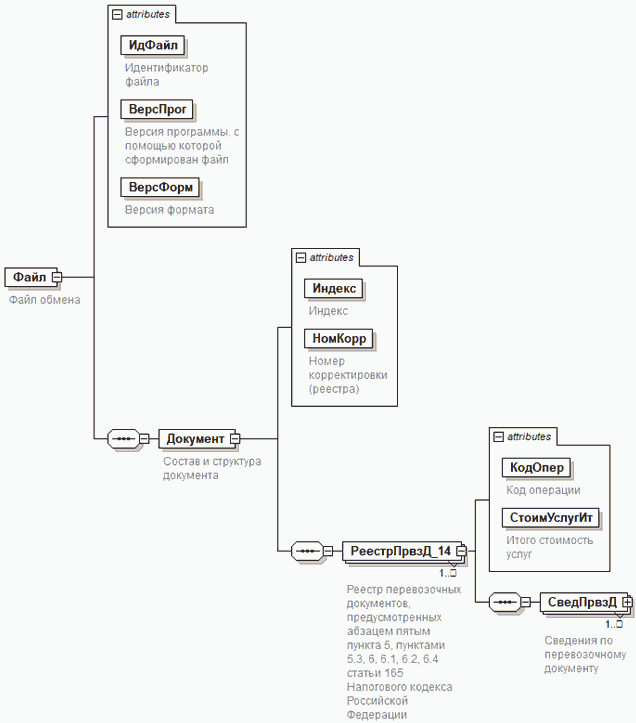 attributes
ИдФайл
Идентификатор
файла
ВерсПрог
Версия программы, с
помощью которой
сформирован файл
ВерсФорм
Версия формата
Файл
Файл обмена
attributes
Индекс
Индекс
НомКорр
Номер
корректировки
(реестра)
Документ
Состав и структура
документа
attributes
КодОпер
Код операции
СтоимУслугИт
Итого стоимость
услуг
РеестрПрвзД_14
1..□
Реестр перевозочных
документов,
предусмотренных
абзацем пятым
пункта 5, пунктами
5.3, 6, 6.1, 6.2, 6.4
статьи 165
Налогового кодекса
Российской
Федерации
СведПрвзД
1..□
Сведения по
перевозочному
документу